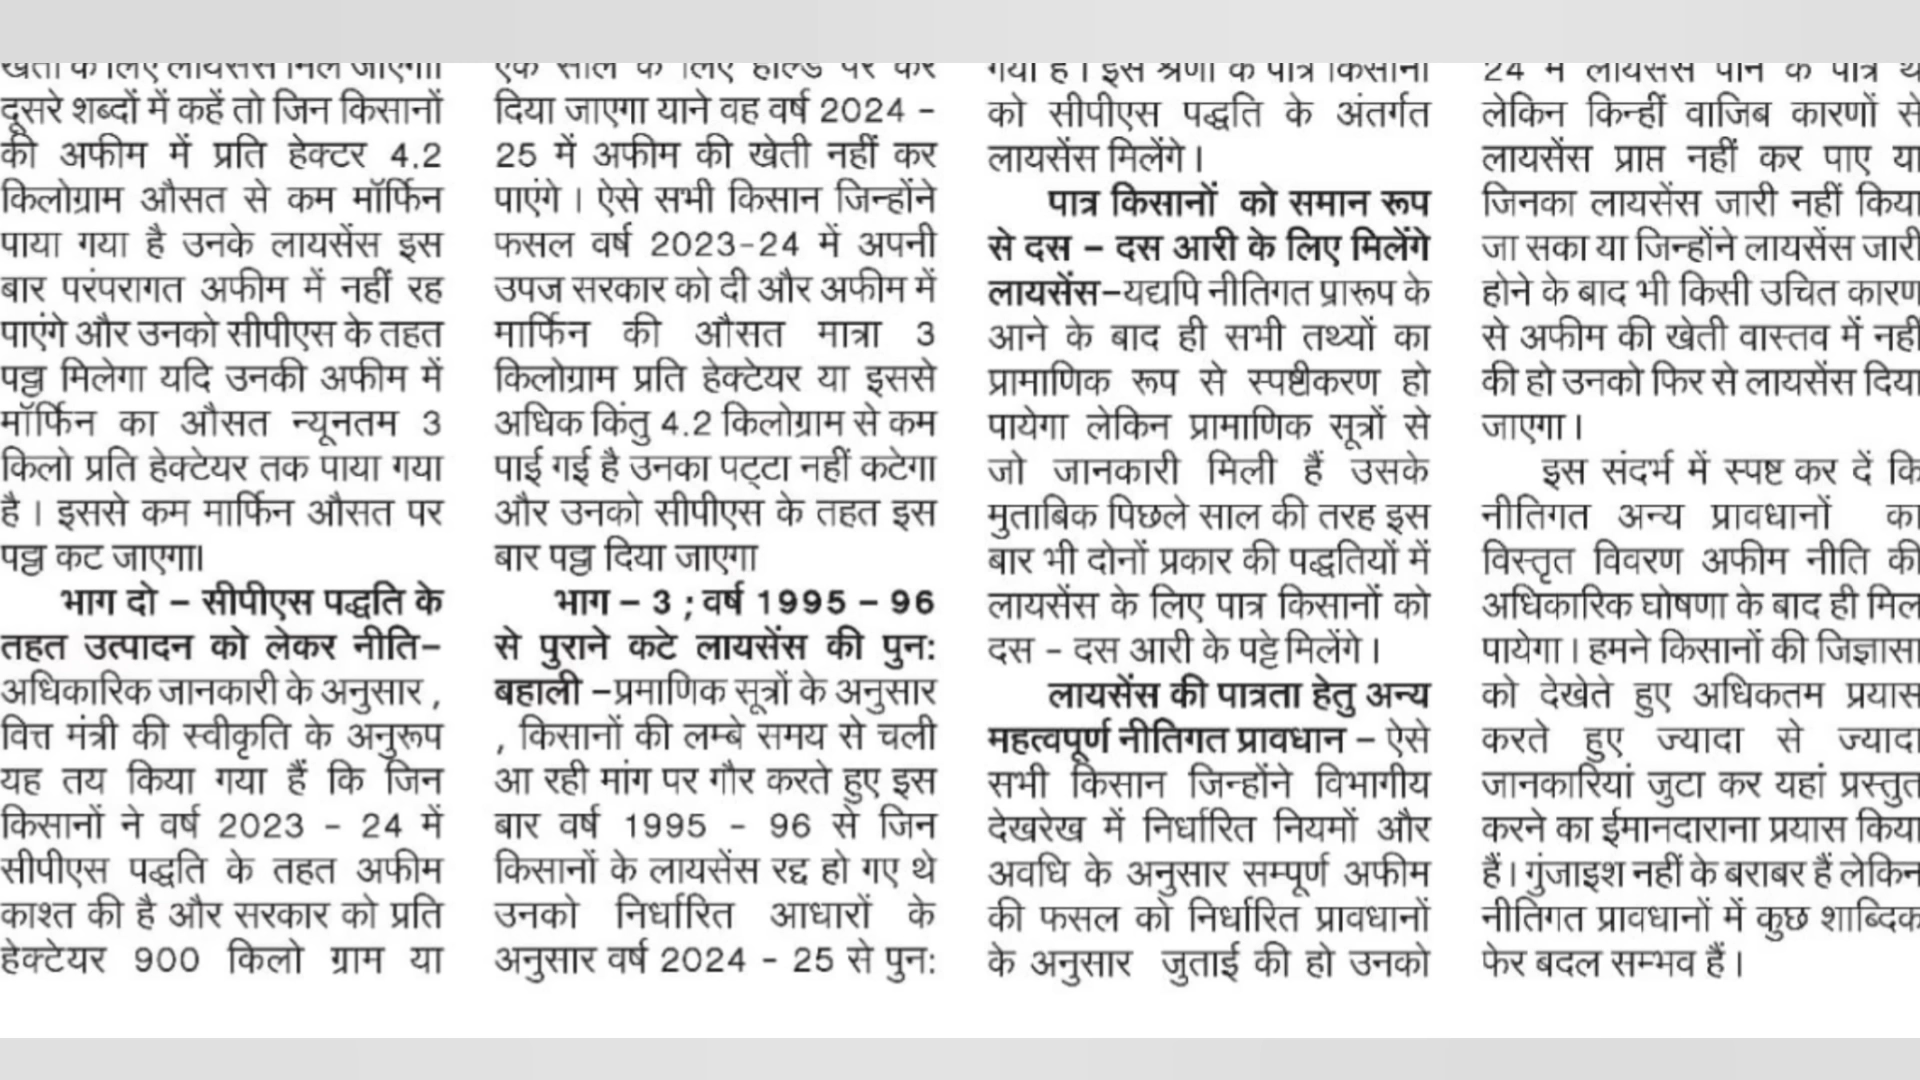 खेती के लिए लायसेंस मिल जाएगा।
दूसरे शब्दों में कहें तो जिन किसानों
की अफीम में प्रति हेक्टर 4.2
किलोग्राम औसत से कम मॉर्फिन
पाया गया है उनके लायसेंस इस
बार परंपरागत अफीम में नहीं रह
पाएंगे और उनको सीपीएस के तहत
पट्टा मिलेगा यदि उनकी अफीम में
मॉर्फिन का औसत न्यूनतम 3
किलो प्रति हेक्टेयर तक पाया गया
है । इससे कम मार्फिन औसत पर
पट्टा कट जाएगा।
भाग दो – सीपीएस पद्धति के
तहत उत्पादन को लेकर नीति–
अधिकारिक जानकारी के अनुसार ,
वित्त मंत्री की स्वीकृति के अनुरूप
यह तय किया गया हैं कि जिन
किसानों ने वर्ष 2023 - 24 में
सीपीएस पद्धति के तहत अफीम
काश्त की है और सरकार को प्रति
हेक्टेयर 900 किलो ग्राम या
एक साल के लिए होल्ड पर कर
दिया जाएगा याने वह वर्ष 2024 -
25 में अफीम की खेती नहीं कर
पाएंगे । ऐसे सभी किसान जिन्होंने
फसल वर्ष 2023-24 में अपनी
उपज सरकार को दी और अफीम में
मार्फिन की औसत मात्रा 3
किलोग्राम प्रति हेक्टेयर या इससे
अधिक किंतु 4.2 किलोग्राम से कम
पाई गई है उनका पट्टा नहीं कटेगा
और उनको सीपीएस के तहत इस
बार पट्टा दिया जाएगा
भाग – 3 ; वर्ष 1995 – 96
से पुराने कटे लायसेंस की पुन:
बहाली –प्रमाणिक सूत्रों के अनुसार
, किसानों की लम्बे समय से चली
आ रही मांग पर गौर करते हुए इस
बार वर्ष 1995 - 96 से जिन
किसानों के लायसेंस रद्द हो गए थे
उनको निर्धारित आधारों के
अनुसार वर्ष 2024 - 25 से पुन:
गया है । इस श्रेणी के पात्र किसानों
को सीपीएस पद्धति के अंतर्गत
लायसेंस मिलेंगे ।
पात्र किसानों को समान रूप
से दस – दस आरी के लिए मिलेंगे
लायसेंस–यद्यपि नीतिगत प्रारूप के
आने के बाद ही सभी तथ्यों का
प्रामाणिक रूप से स्पष्टीकरण हो
पायेगा लेकिन प्रामाणिक सूत्रों से
जो जानकारी मिली हैं उसके
मुताबिक पिछले साल की तरह इस
बार भी दोनों प्रकार की पद्धतियों में
लायसेंस के लिए पात्र किसानों को
दस - दस आरी के पट्टे मिलेंगे ।
लायसेंस की पात्रता हेतु अन्य
महत्वपूर्ण नीतिगत प्रावधान – ऐसे
सभी किसान जिन्होंने विभागीय
देखरेख में निर्धारित नियमों और
अवधि के अनुसार सम्पूर्ण अफीम
की फसल को निर्धारित प्रावधानों
के अनुसार जुताई की हो उनको
24 में लायसेंस पाने के पात्र थे
लेकिन किन्हीं वाजिब कारणों से
लायसेंस प्राप्त नहीं कर पाए या
जिनका लायसेंस जारी नहीं किया
जा सका या जिन्होंने लायसेंस जारी
होने के बाद भी किसी उचित कारण
से अफीम की खेती वास्तव में नहीं
की हो उनको फिर से लायसेंस दिया
जाएगा ।
इस संदर्भ में स्पष्ट कर दें कि
नीतिगत अन्य प्रावधानों का
विस्तृत विवरण अफीम नीति की
अधिकारिक घोषणा के बाद ही मिल
पायेगा । हमने किसानों की जिज्ञासा
को देखेते हुए अधिकतम प्रयास
करते हुए ज्यादा से ज्यादा
जानकारियां जुटा कर यहां प्रस्तुत
करने का ईमानदाराना प्रयास किया
हैं । गुंजाइश नहीं के बराबर हैं लेकिन
नीतिगत प्रावधानों में कुछ शाब्दिक
फेर बदल सम्भव हैं ।